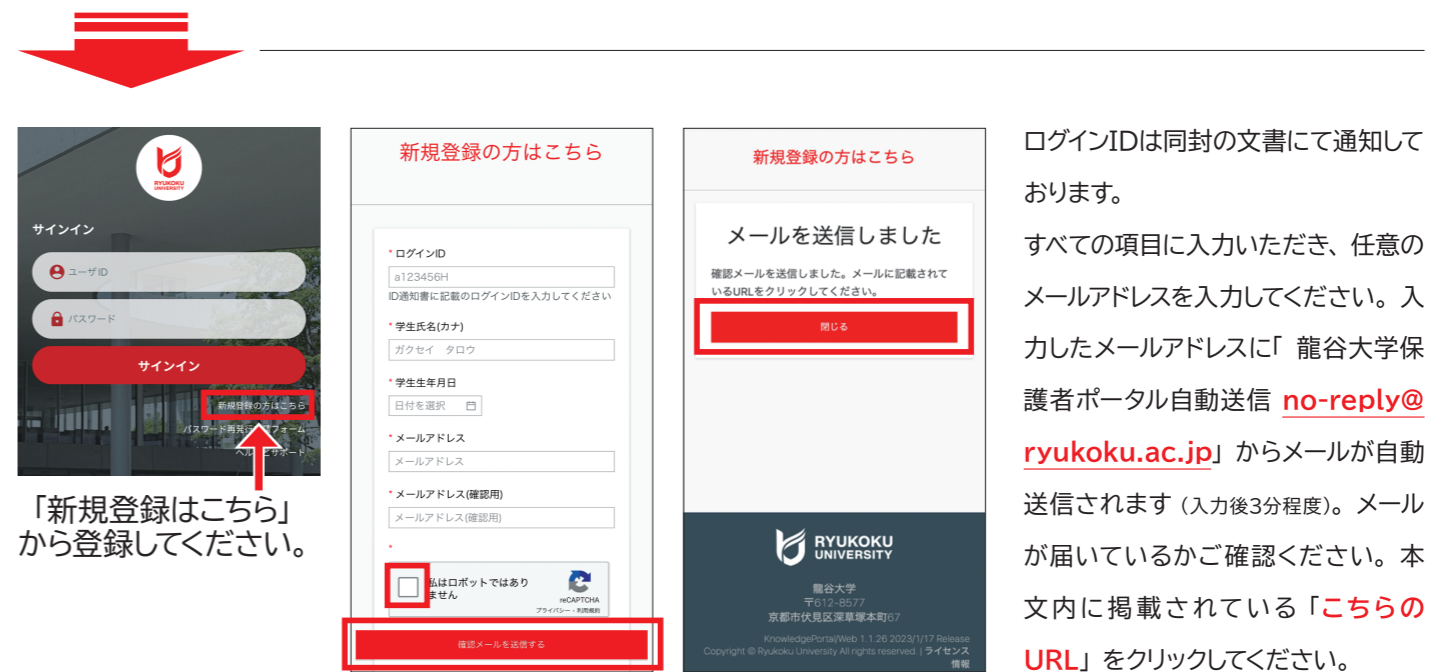 RYUKOKU
UNIVERSITY
サインイン
ユーザID
パスワード
サインイン
新規登録の方はこちら
パスワード再発行
フォーム
サポート
「新規登録はこちら」
から登録してください。
新規登録の方はこちら
* ログインID
a123456H
ID通知書に記載のログインIDを入力してください
* 学生氏名(カナ)
ガクセイ　タロウ
* 学生生年月日
日付を選択
* メールアドレス
メールアドレス
* メールアドレス(確認用)
メールアドレス(確認用)
*
私はロボットではあり
ません
reCAPTCHA
プライバシー - 利用規約
確認メールを送信する
新規登録の方はこちら
メールを送信しました
確認メールを送信しました。メールに記載されて
いるURLをクリックしてください。
閉じる
RYUKOKU
UNIVERSITY
龍谷大学
〒612-8577
京都市伏見区深草塚本町67
KnowledgePortal/Web 1.1.26 2023/1/17 Release
Copyright © Ryukoku University All rights reserved. | ライセンス
情報
ログインIDは同封の文書にて通知して
おります。
すべての項目に入力いただき、任意の
メールアドレスを入力してください。入
力したメールアドレスに「 龍谷大学保
護者ポータル自動送信 no-reply@
ryukoku.ac.jp」からメールが自動
送信されます（入力後3分程度）。メール
が届いているかご確認ください。本
文内に掲載されている「こちらの
URL」をクリックしてください。